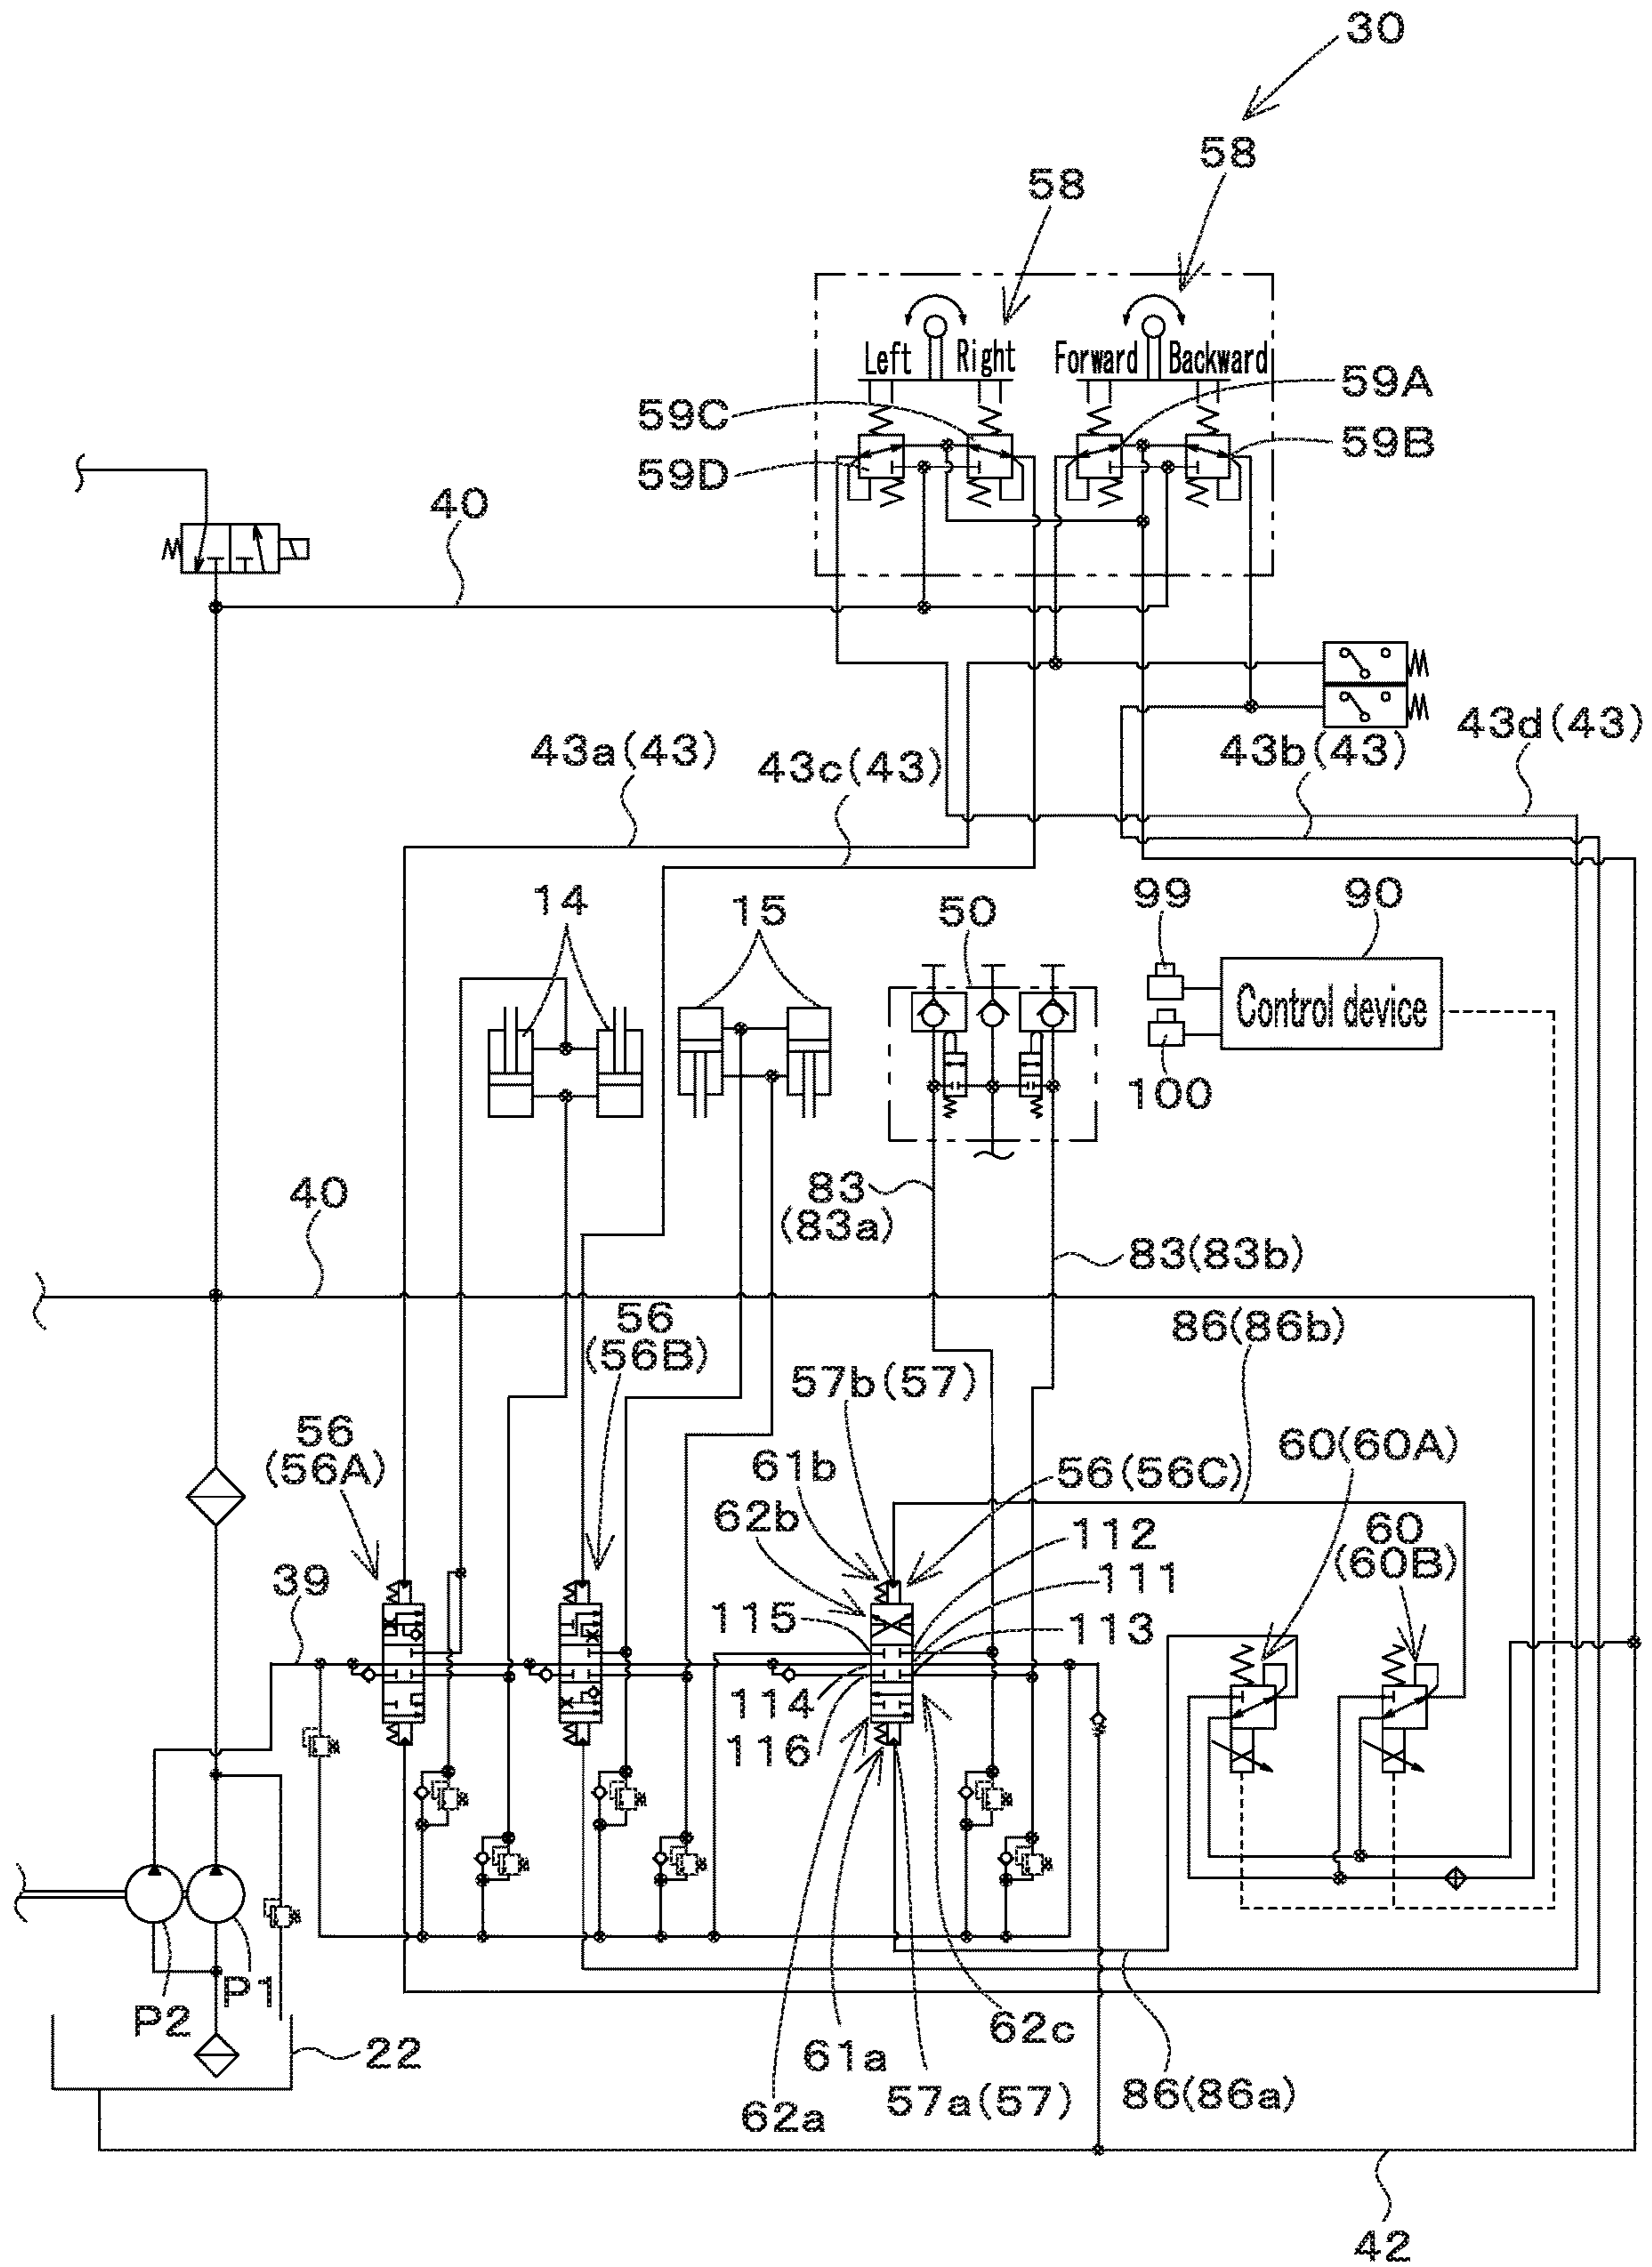 30
58
58
Left
Right
Forward
Backward
59A
59C
59B
59D
40
43d(43)
43a(43)
43b(43)
43c(43)
14
15
50
99
90
Control device
100
83
(83a)
40
83(83b)
56
(56B)
86(86b)
57b(57)
56
(56A)
61b
56(56C)
60(60A)
62b
112
60
(60B)
39
111
115
113
114
116
P1
P2
62c
22
61a
86(86a)
57a(57)
62a
42